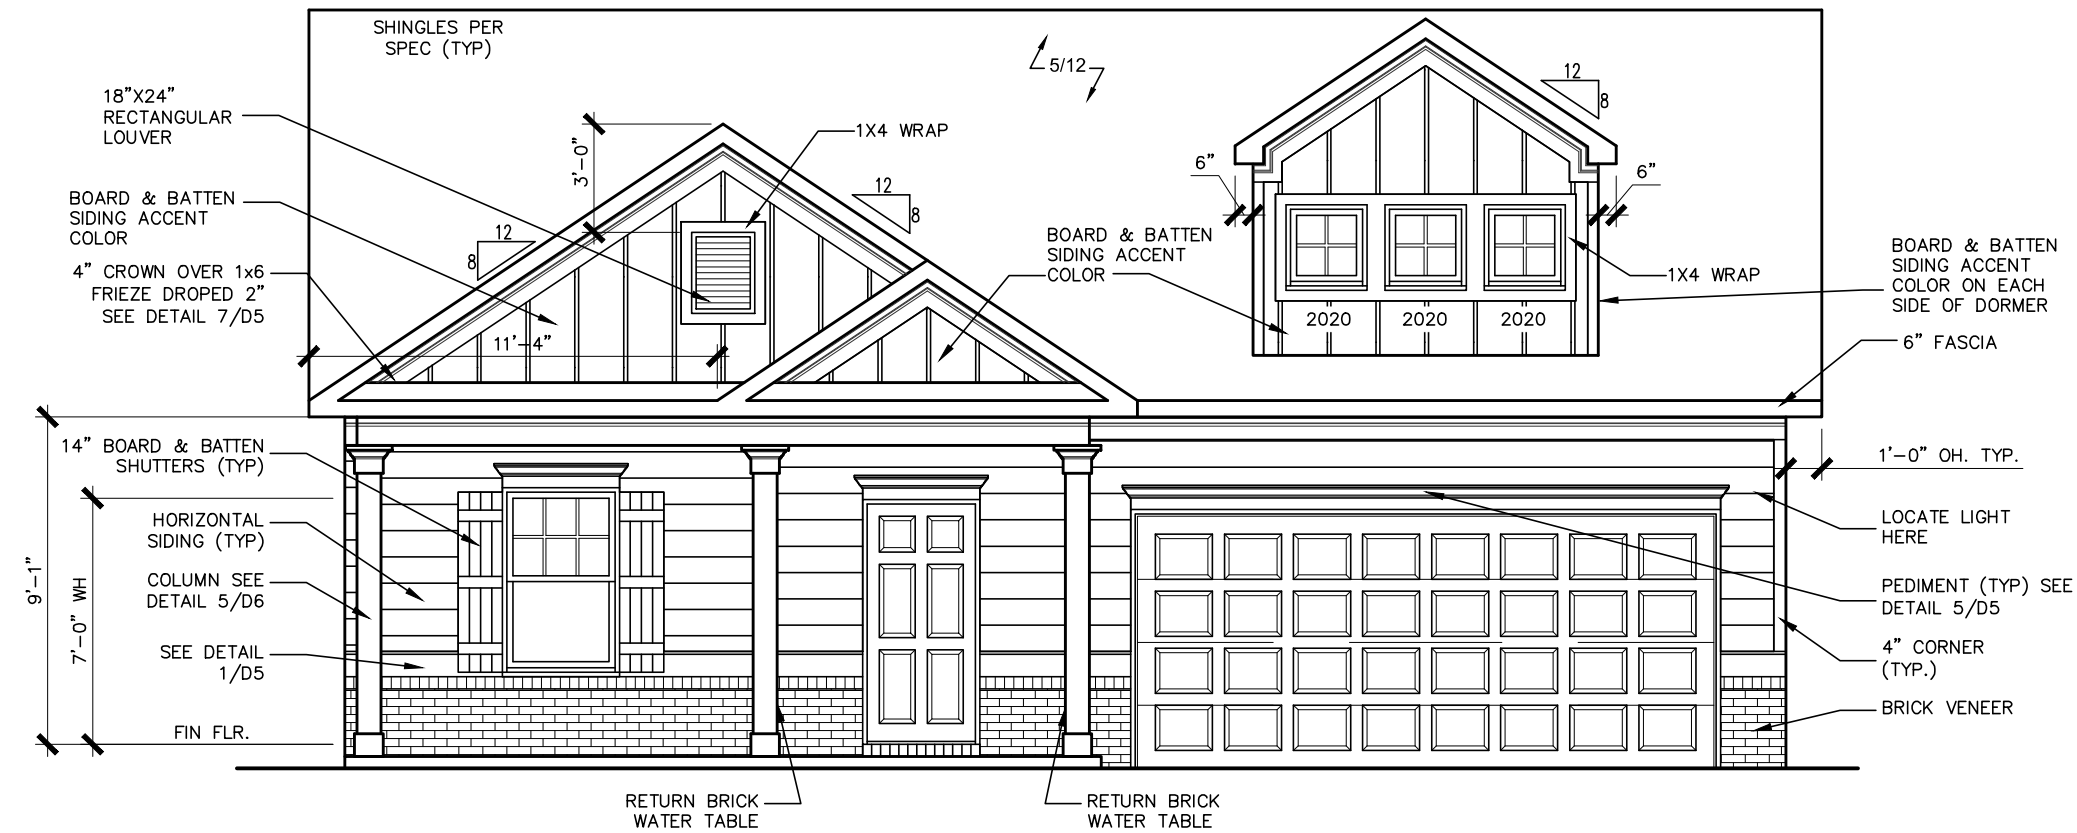 SHINGLES PER
SPEC (TYP)
5/12
12
8
18"X24"
RECTANGULAR
LOUVER
3'-0"
1X4 WRAP
6"
6"
12
8
12
8
BOARD & BATTEN
SIDING ACCENT
COLOR
BOARD & BATTEN
SIDING ACCENT
COLOR
BOARD & BATTEN
SIDING ACCENT
COLOR ON EACH
SIDE OF DORMER
4" CROWN OVER 1x6
FRIEZE DROPED 2"
SEE DETAIL 7/D5
1X4 WRAP
2020
2020
2020
11'-4"
6" FASCIA
14" BOARD & BATTEN
SHUTTERS (TYP)
1'-0" OH. TYP.
HORIZONTAL
SIDING (TYP)
LOCATE LIGHT
HERE
9'-1"
7'-0" WH
COLUMN SEE
DETAIL 5/D6
PEDIMENT (TYP) SEE
DETAIL 5/D5
SEE DETAIL
1/D5
4" CORNER
(TYP.)
BRICK VENEER
FIN FLR.
RETURN BRICK
WATER TABLE
RETURN BRICK
WATER TABLE